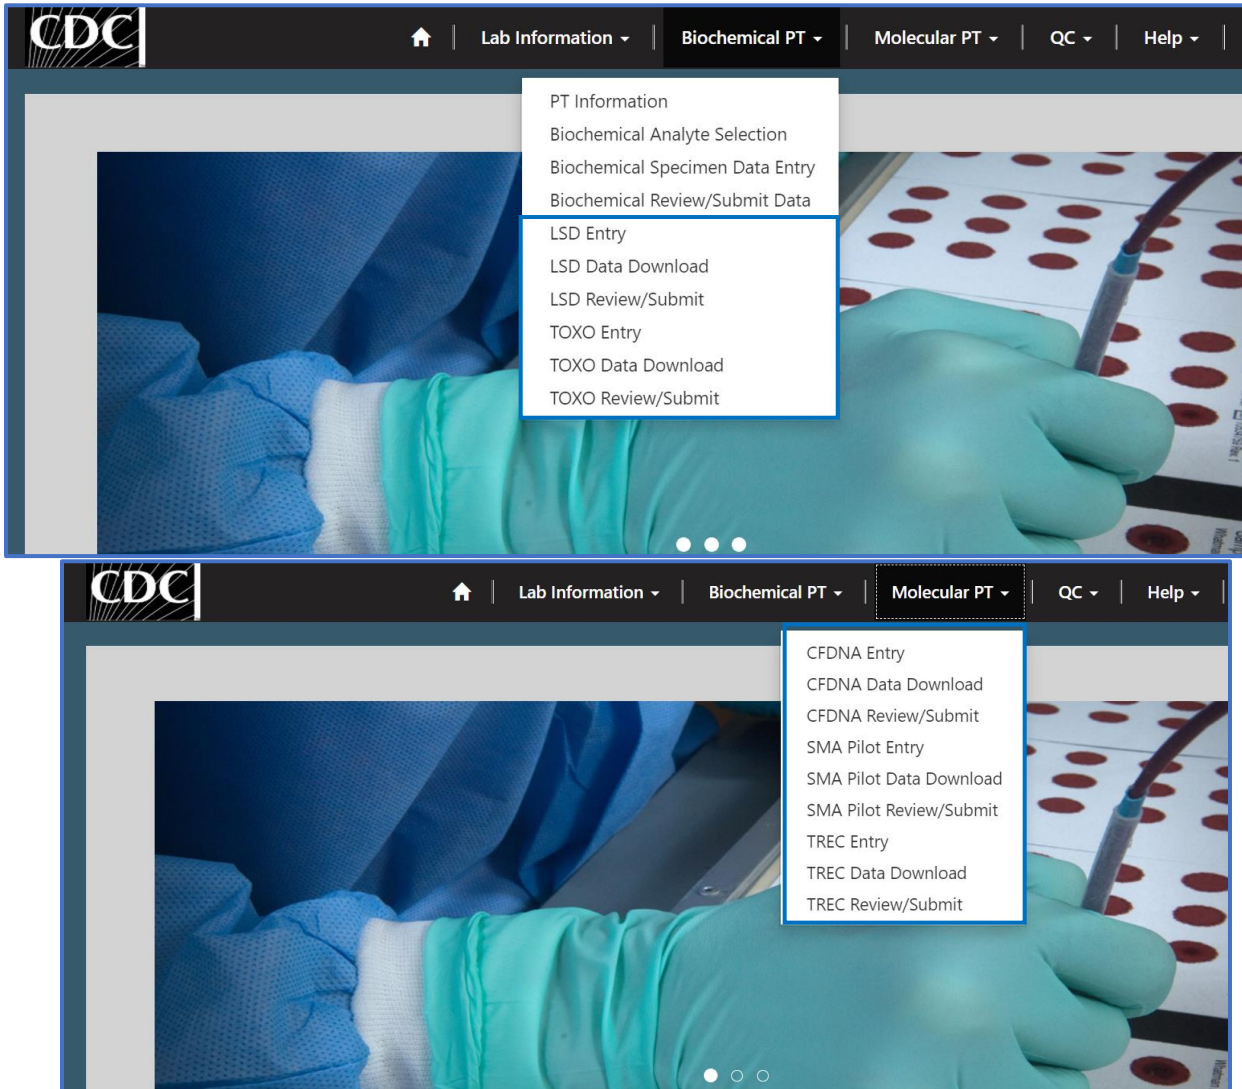 CDC
Lab Information
Biochemical PT
Molecular PT
QC
Help
PT Information
Biochemical Analyte Selection
Biochemical Specimen Data Entry
Biochemical Review/Submit Data
LSD Entry
LSD Data Download
LSD Review/Submit
TOXO Entry
TOXO Data Download
TOXO Review/Submit
CDC
Lab Information
Biochemical PT
Molecular PT
QC
Help
CFDNA Entry
CFDNA Data Download
CFDNA Review/Submit
SMA Pilot Entry
SMA Pilot Data Download
SMA Pilot Review/Submit
TREC Entry
TREC Data Download
TREC Review/Submit